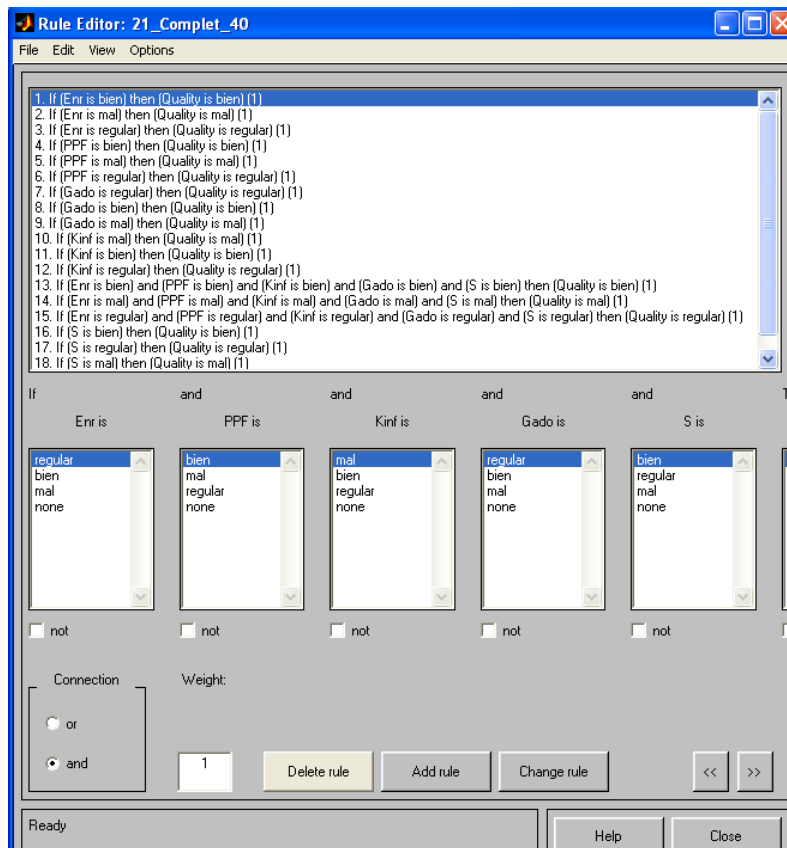 Rule Editor: 21_Complet_40
File Edit View Options
1. If (Enr is bien) then (Quality is bien) (1)
2. If (Enr is mal) then (Quality is mal) (1)
3. If (Enr is regular) then (Quality is regular) (1)
4. If (PPF is bien) then (Quality is bien) (1)
5. If (PPF is mal) then (Quality is mal) (1)
6. If (PPF is regular) then (Quality is regular) (1)
7. If (Gado is regular) then (Quality is regular) (1)
8. If (Gado is bien) then (Quality is bien) (1)
9. If (Gado is mal) then (Quality is mal) (1)
10. If (Kinf is mal) then (Quality is mal) (1)
11. If (Kinf is bien) then (Quality is bien) (1)
12. If (Kinf is regular) then (Quality is regular) (1)
13. If (Enr is bien) and (PPF is bien) and (Kinf is bien) and (Gado is bien) and (S is bien) then (Quality is bien) (1)
14. If (Enr is mal) and (PPF is mal) and (Kinf is mal) and (Gado is mal) and (S is mal) then (Quality is mal) (1)
15. If (Enr is regular) and (PPF is regular) and (Kinf is regular) and (Gado is regular) and (S is regular) then (Quality is regular) (1)
16. If (S is bien) then (Quality is bien) (1)
17. If (S is regular) then (Quality is regular) (1)
18. If (S is mal) then (Quality is mal) (1)
If and and and and
Enr is PPF is Kinf is Gado is S is
regular bien mal regular bien
bien mal bien bien regular
mal regular regular mal mal
none none none none none
not not not not not
Connection Weight:
or
and 1 Delete rule Add rule Change rule << >>
Ready Help Close